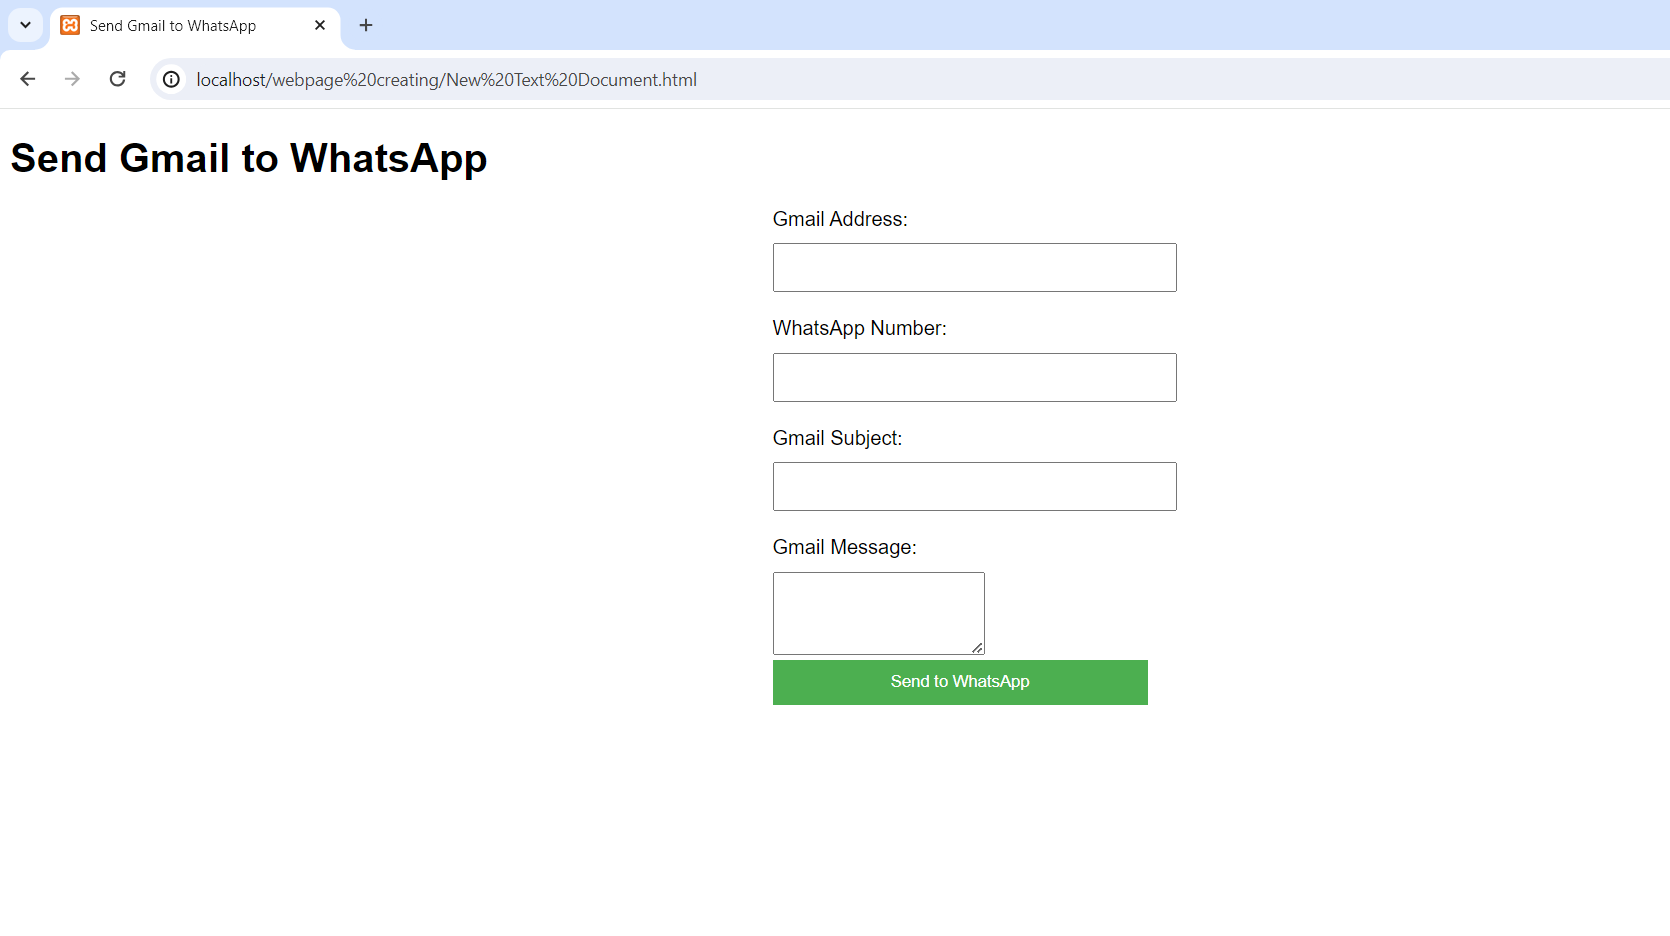 Send Gmail to WhatsApp
localhost/webpage%20creating/New%20Text%20Document.html
Send Gmail to WhatsApp
Gmail Address:
WhatsApp Number:
Gmail Subject:
Gmail Message:
Send to WhatsApp